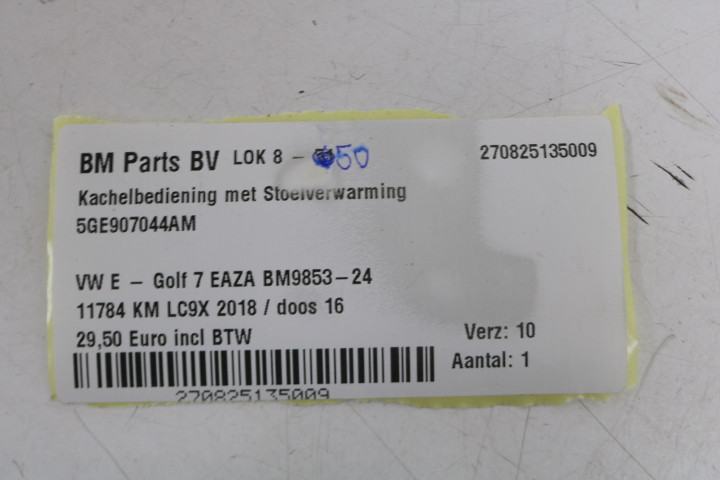 BM Parts BV LOK 8 - 50 270825135009
Kachelbediening met Stoelverwarming
5GE907044AM
VW E - Golf 7 EAZA BM9853-24
11784 KM LC9X 2018 / doos 16
29,50 Euro incl BTW Verz: 10
Aantal: 1
270825135009